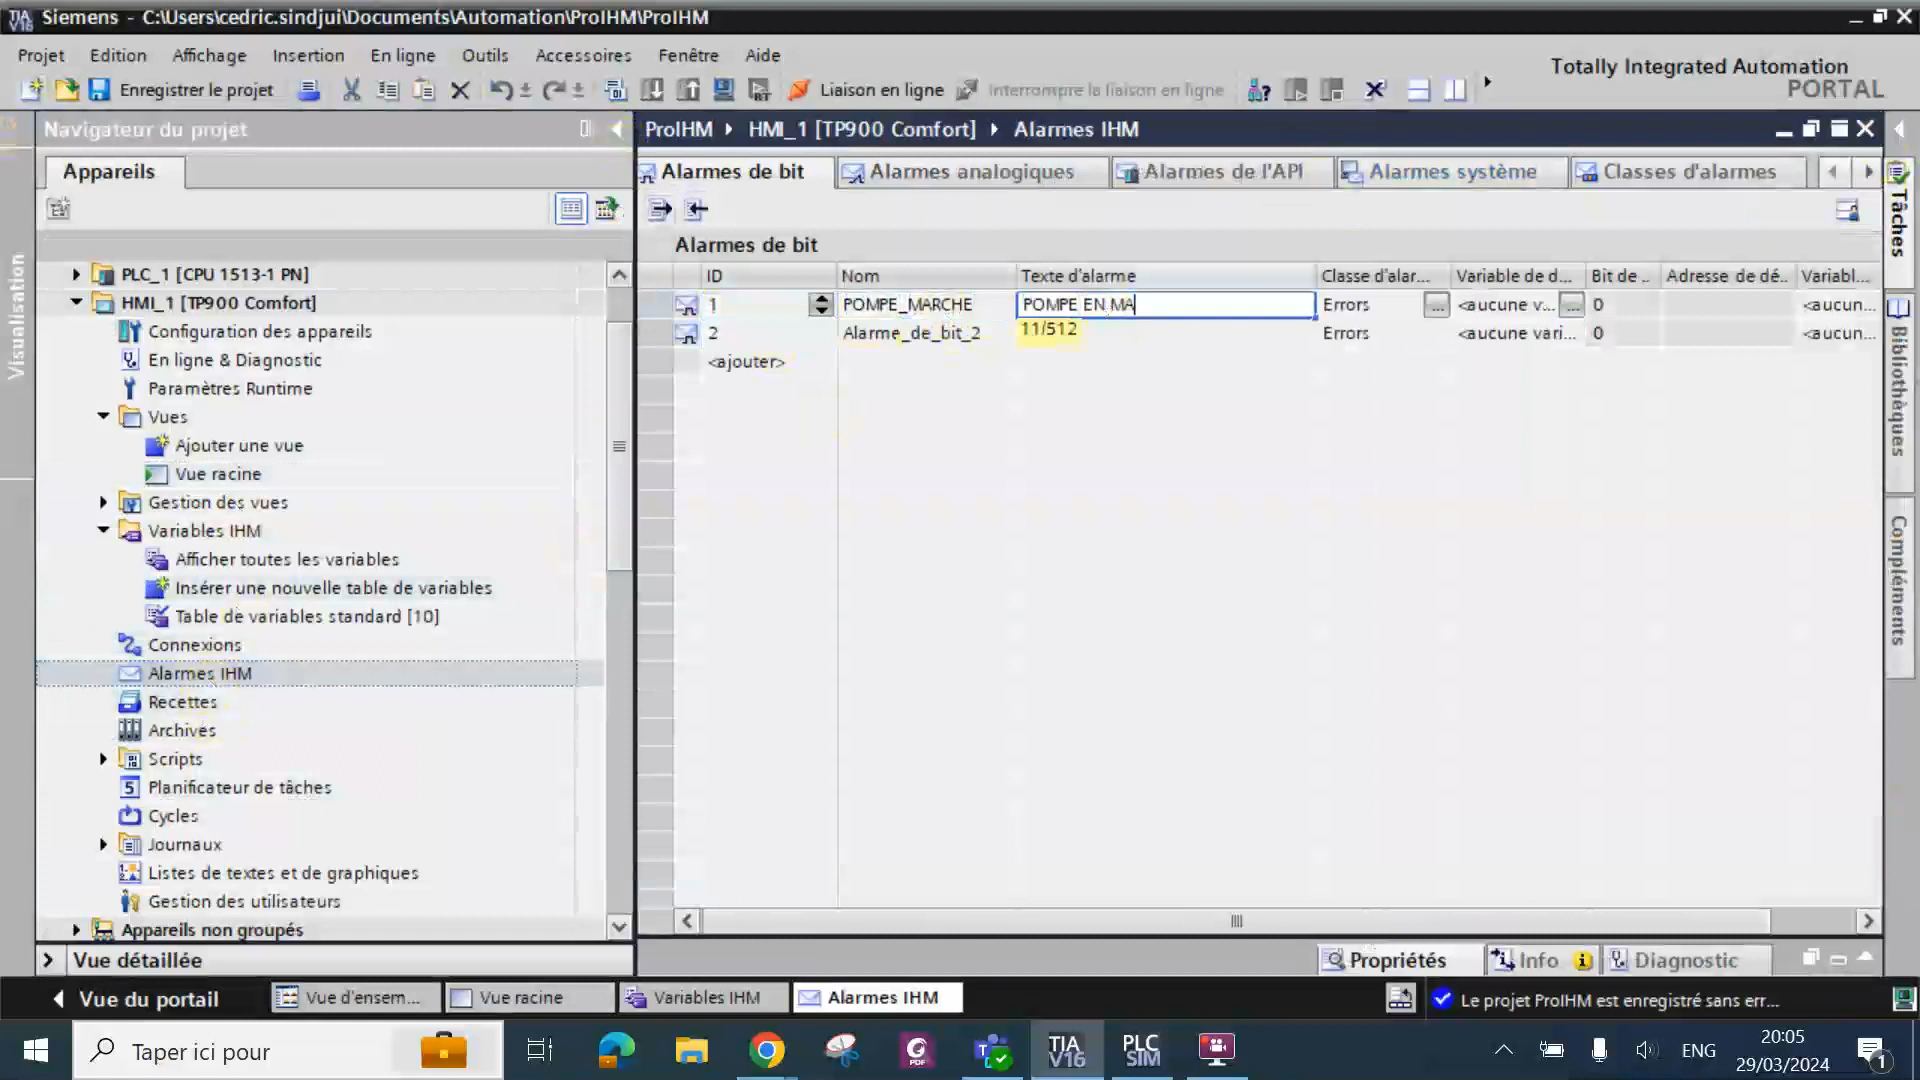 TIA V16 Siemens - C:\Users\cedric.sindjui\Documents\Automation\ProIHM\ProIHM
Projet Edition Affichage Insertion En ligne Outils Accessoires Fenêtre Aide
Totally Integrated Automation
PORTAL
Enregistrer le projet Liaison en ligne Interrompre la liaison en ligne
Navigateur du projet
ProIHM HMI_1 [TP900 Comfort] Alarmes IHM
Appareils
Alarmes de bit Alarmes analogiques Alarmes de l'API Alarmes système Classes d'alarmes
Visualisation
Tâches
Bibliothèques
Compléments
PLC_1 [CPU 1513-1 PN]
HMI_1 [TP900 Comfort]
Configuration des appareils
En ligne & Diagnostic
Paramètres Runtime
Vues
Ajouter une vue
Vue racine
Gestion des vues
Variables IHM
Afficher toutes les variables
Insérer une nouvelle table de variables
Table de variables standard [10]
Connexions
Alarmes IHM
Recettes
Archives
Scripts
Planificateur de tâches
Cycles
Journaux
Listes de textes et de graphiques
Gestion des utilisateurs
Appareils non groupés
Vue détaillée
Alarmes de bit
ID Nom Texte d'alarme Classe d'alar... Variable de d... Bit de .. Adresse de dé.. Variabl...
1 POMPE_MARCHE POMPE EN MA Errors ... <aucune v... ... 0 <aucun...
2 Alarme_de_bit_2 11/512 Errors <aucune vari... 0 <aucun...
<ajouter>
Propriétés Info Diagnostic
Vue du portail Vue d'ensem... Vue racine Variables IHM Alarmes IHM Le projet ProIHM est enregistré sans err...
Taper ici pour
TIA V16
PLC SIM
PDF
ENG
20:05
29/03/2024
1